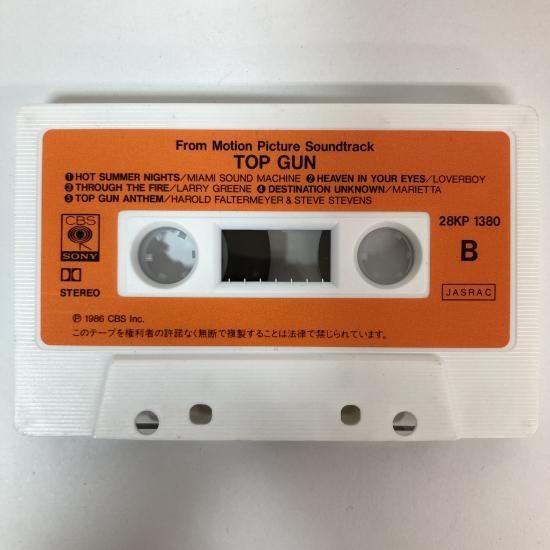 From Motion Picture Soundtrack
TOP GUN
❶HOT SUMMER NIGHTS/MIAMI SOUND MACHINE ❷HEAVEN IN YOUR EYES/LOVERBOY
❸THROUGH THE FIRE/LARRY GREENE ❹DESTINATION UNKNOWN/MARIETTA
❺TOP GUN ANTHEM/HAROLD FALTERMEYER & STEVE STEVENS
CBS
SONY
STEREO
28KP 1380
B
JASRAC
Ⓟ 1986 CBS Inc.
このテープを権利者の許諾なく無断で複製することは法律で禁じられています。